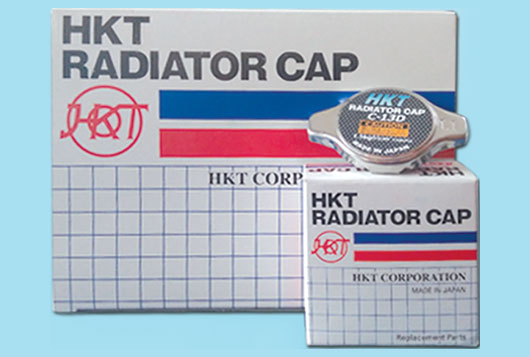 HKT
RADIATOR CAP
HKT
HKT CORP
HKT
RADIATOR CAP
C-13D
CAUTION
MADE IN JAPAN
HKT
RADIATOR CAP
HKT
HKT CORPORATION
MADE IN JAPAN
Replacement Parts